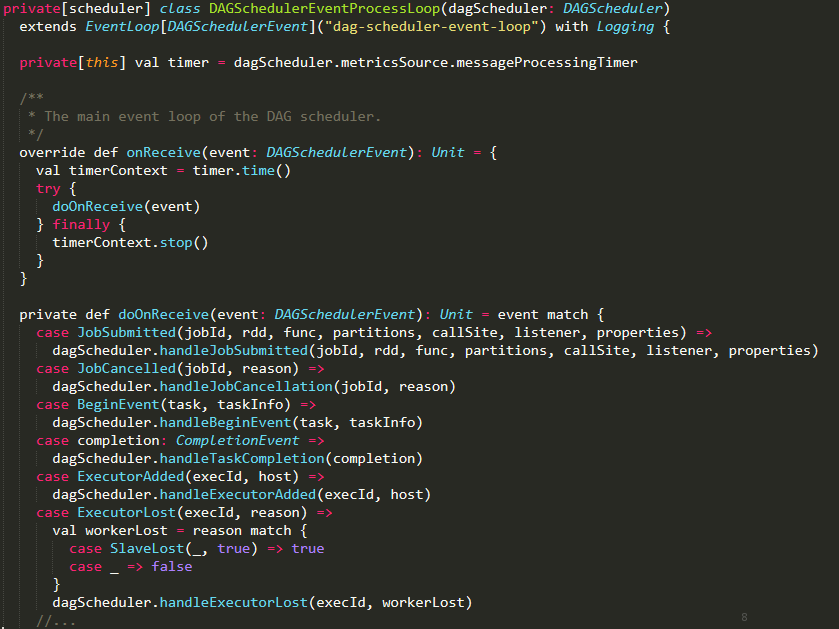 private[scheduler] class DAGSchedulerEventProcessLoop(dagScheduler: DAGScheduler)
  extends EventLoop[DAGSchedulerEvent]("dag-scheduler-event-loop") with Logging {

  private[this] val timer = dagScheduler.metricsSource.messageProcessingTimer

  /**
   * The main event loop of the DAG scheduler.
   */
  override def onReceive(event: DAGSchedulerEvent): Unit = {
    val timerContext = timer.time()
    try {
      doOnReceive(event)
    } finally {
      timerContext.stop()
    }
  }

  private def doOnReceive(event: DAGSchedulerEvent): Unit = event match {
    case JobSubmitted(jobId, rdd, func, partitions, callSite, listener, properties) =>
      dagScheduler.handleJobSubmitted(jobId, rdd, func, partitions, callSite, listener, properties)
    case JobCancelled(jobId, reason) =>
      dagScheduler.handleJobCancellation(jobId, reason)
    case BeginEvent(task, taskInfo) =>
      dagScheduler.handleBeginEvent(task, taskInfo)
    case completion: CompletionEvent =>
      dagScheduler.handleTaskCompletion(completion)
    case ExecutorAdded(execId, host) =>
      dagScheduler.handleExecutorAdded(execId, host)
    case ExecutorLost(execId, reason) =>
      val workerLost = reason match {
        case SlaveLost(_, true) => true
        case _ => false
      }
      dagScheduler.handleExecutorLost(execId, workerLost)
    //...
8